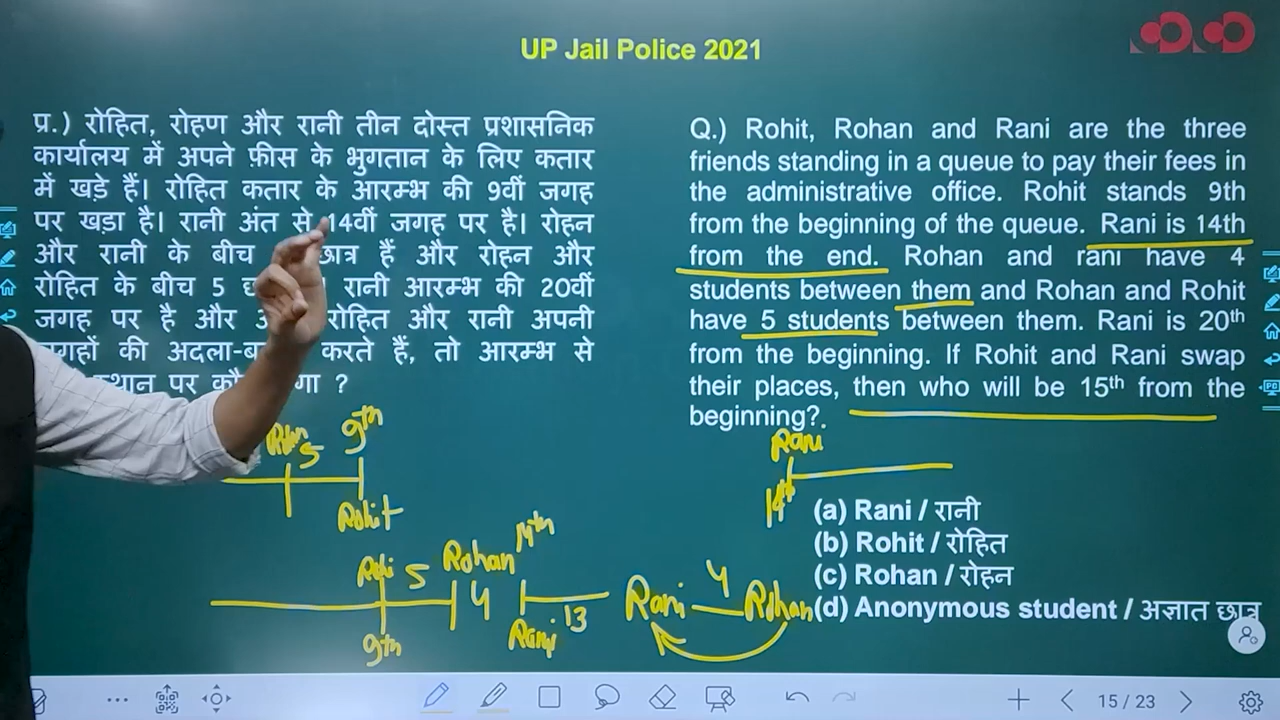 UP Jail Police 2021
प्र.) रोहित, रोहण और रानी तीन दोस्त प्रशासनिक
कार्यालय में अपने फ़ीस के भुगतान के लिए कतार
में खड़े हैं। रोहित कतार के आरम्भ की 9वीं जगह
पर खड़ा है। रानी अंत से 14वीं जगह पर है। रोहन
और रानी के बीच छात्र हैं और रोहन और
रोहित के बीच 5 रानी आरम्भ की 20वीं
जगह पर है और रोहित और रानी अपनी
करते हैं, तो आरम्भ से
पर ?
Q.) Rohit, Rohan and Rani are the three
friends standing in a queue to pay their fees in
the administrative office. Rohit stands 9th
from the beginning of the queue. Rani is 14th
from the end. Rohan and rani have 4
students between them and Rohan and Rohit
have 5 students between them. Rani is 20th
from the beginning. If Rohit and Rani swap
their places, then who will be 15th from the
beginning?.
(a) Rani / रानी
(b) Rohit / रोहित
(c) Rohan / रोहन
(d) Anonymous student / अज्ञात छात्र
5 9th
Rohit
Rani
14th
5 Rohan 14th
4
9th Rani 13
Rani 4 Rohan
15 / 23